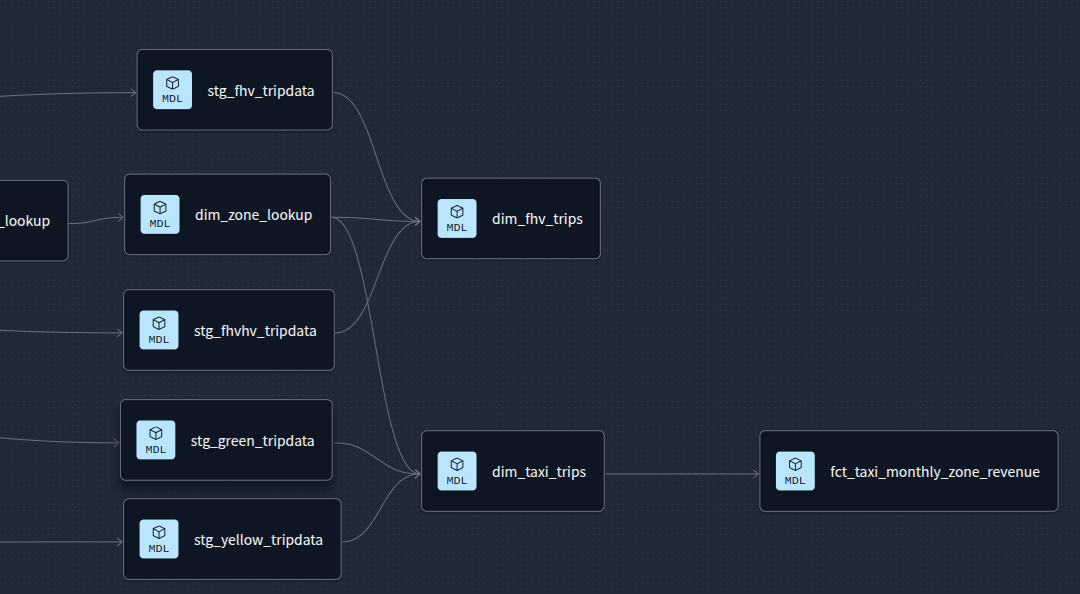 stg_fhv_tripdata
MDL
_lookup
dim_zone_lookup
MDL
dim_fhv_trips
MDL
stg_fhvhv_tripdata
MDL
stg_green_tripdata
MDL
dim_taxi_trips
MDL
fct_taxi_monthly_zone_revenue
MDL
stg_yellow_tripdata
MDL